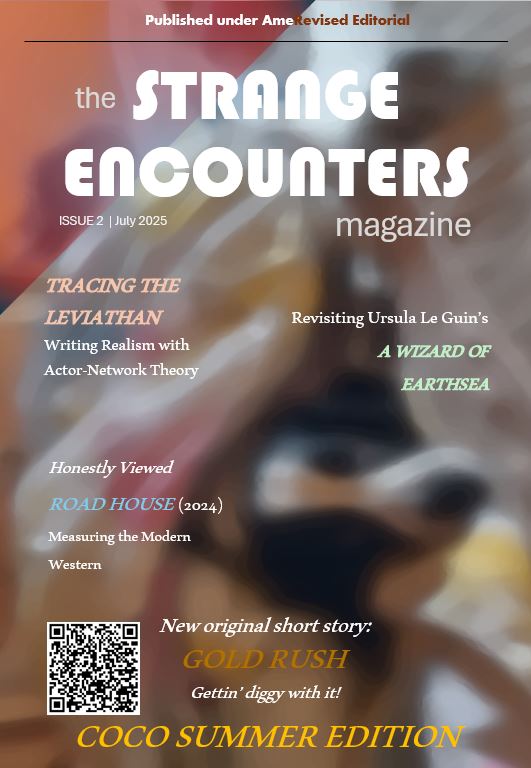 Published under AmeRevised Editorial
the STRANGE
ENCOUNTERS
ISSUE 2 | July 2025
magazine
TRACING THE
LEVIATHAN
Writing Realism with
Actor-Network Theory
Revisiting Ursula Le Guin's
A WIZARD OF
EARTHSEA
Honestly Viewed
ROAD HOUSE (2024)
Measuring the Modern
Western
New original short story:
GOLD RUSH
Gettin' diggy with it!
COCO SUMMER EDITION